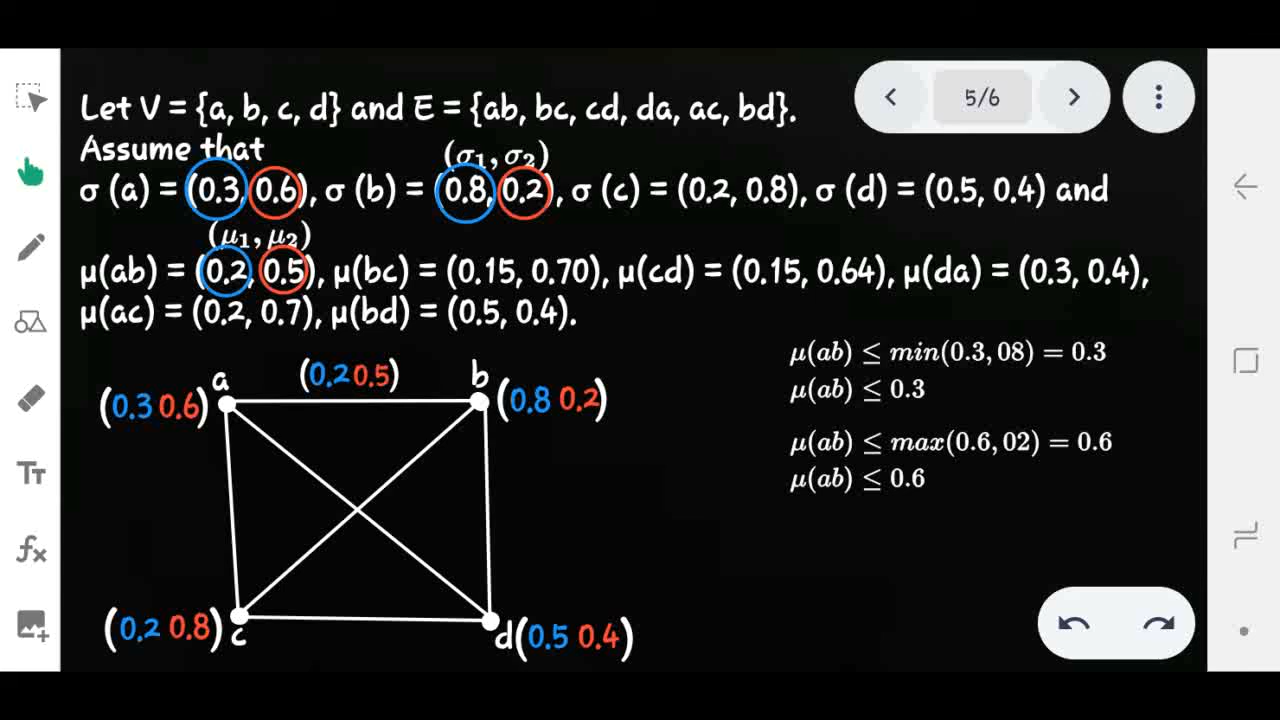 5/6
Let V = {a, b, c, d} and E = {ab, bc, cd, da, ac, bd}.
Assume that
(σ₁, σ₂)
σ (a) = (0.3, 0.6), σ (b) = (0.8, 0.2), σ (c) = (0.2, 0.8), σ (d) = (0.5, 0.4) and
(μ₁, μ₂)
μ(ab) = (0.2, 0.5), μ(bc) = (0.15, 0.70), μ(cd) = (0.15, 0.64), μ(da) = (0.3, 0.4),
μ(ac) = (0.2, 0.7), μ(bd) = (0.5, 0.4).
μ(ab) ≤ min(0.3, 08) = 0.3
μ(ab) ≤ 0.3
μ(ab) ≤ max(0.6, 02) = 0.6
μ(ab) ≤ 0.6
a (0.2 0.5) b
(0.3 0.6) (0.8 0.2)
(0.2 0.8) c d (0.5 0.4)
TT
fx